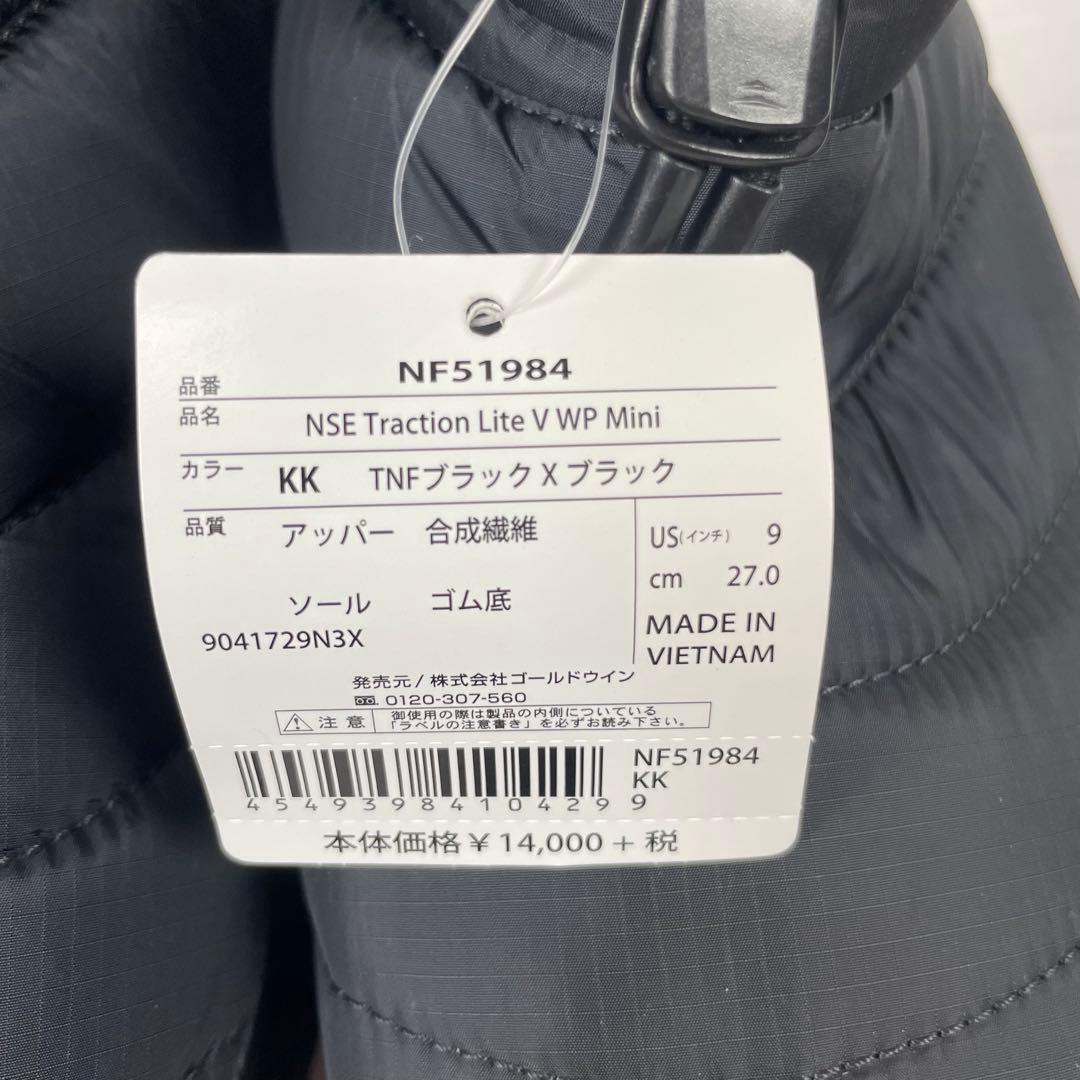 NF51984
品番
品名 NSE Traction Lite V WP Mini
カラー KK TNFブラック X ブラック
品質 アッパー 合成繊維
ソール ゴム底
9041729N3X
US(インチ) 9
cm 27.0
MADE IN
VIETNAM
発売元/株式会社ゴールドウイン
0120-307-560
注意 御使用の際は製品の内側についている
「ラベルの注意書き」を必ずお読み下さい。
4549398410429
NF51984
KK
9
本体価格¥14,000+税